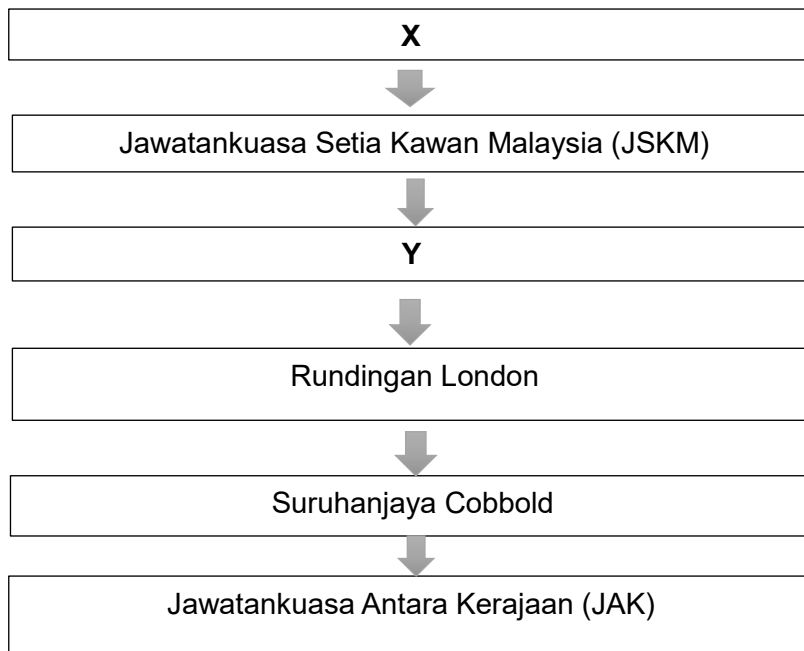 X
Jawatankuasa Setia Kawan Malaysia (JSKM)
Y
Rundingan London
Suruhanjaya Cobbold
Jawatankuasa Antara Kerajaan (JAK)